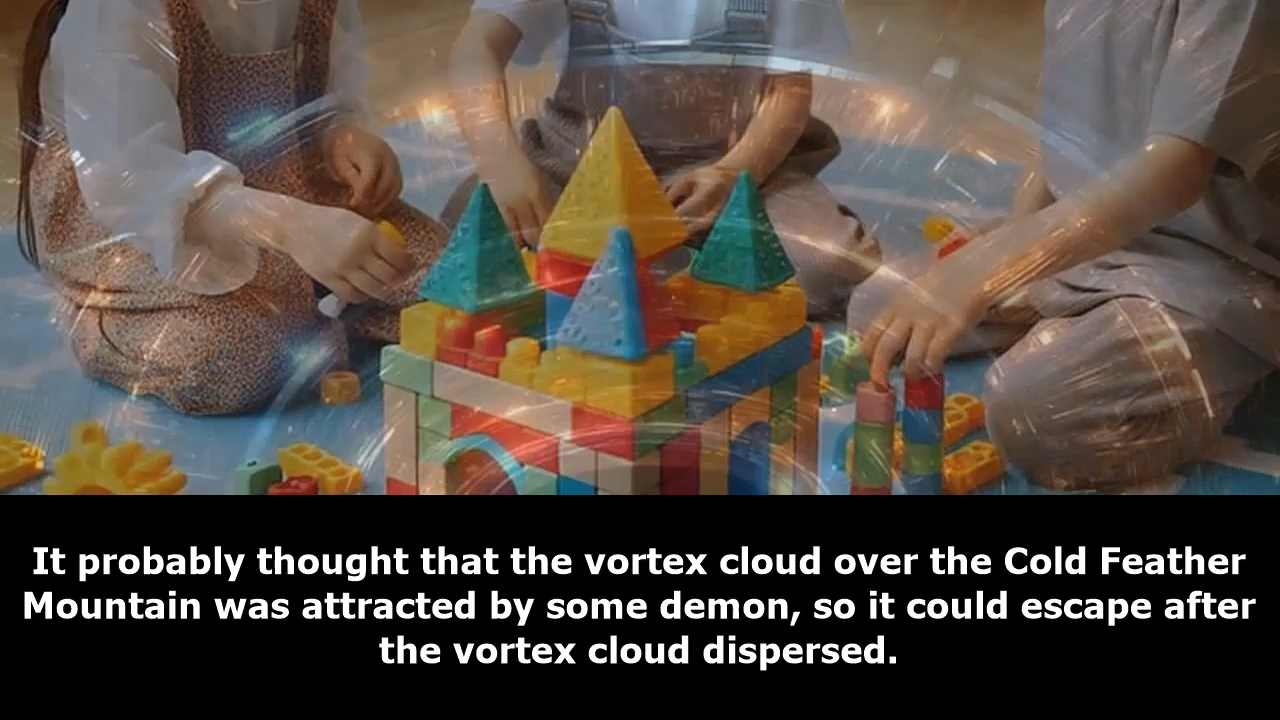 It probably thought that the vortex cloud over the Cold Feather
Mountain was attracted by some demon, so it could escape after
the vortex cloud dispersed.